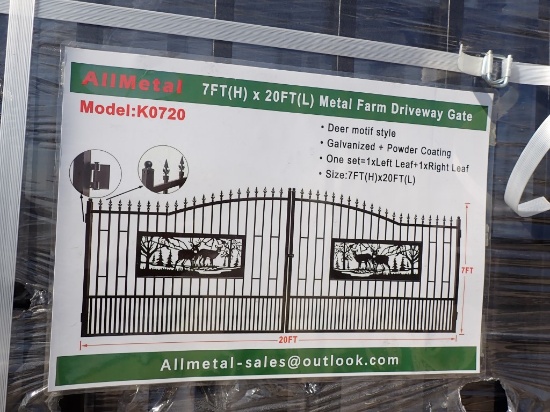 AllMetal 7FT(H) x 20FT(L) Metal Farm Driveway Gate
Model:K0720
• Deer motif style
• Galvanized + Powder Coating
• One set=1xLeft Leaf+1xRight Leaf
• Size:7FT(H)x20FT(L)
7FT
20FT
Allmetal-sales@outlook.com